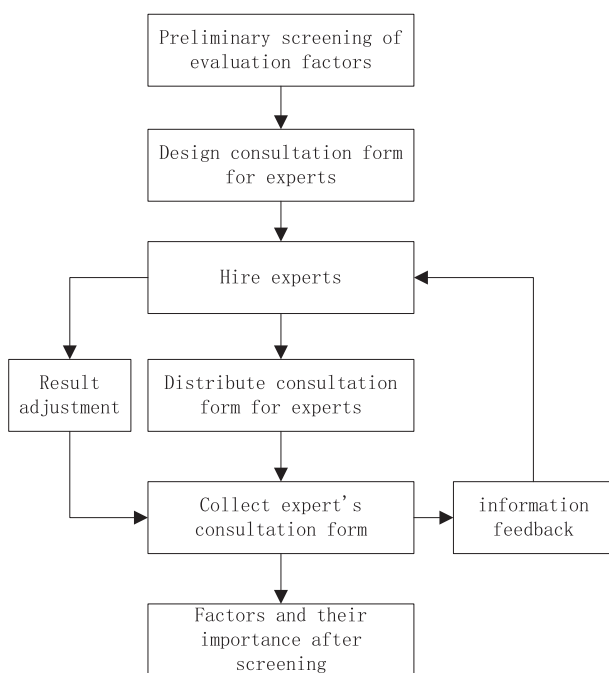 Preliminary screening of
evaluation factors
Design consultation form
for experts
Hire experts
Result
adjustment
Distribute consultation
form for experts
Collect expert's
consultation form
information
feedback
Factors and their
importance after
screening